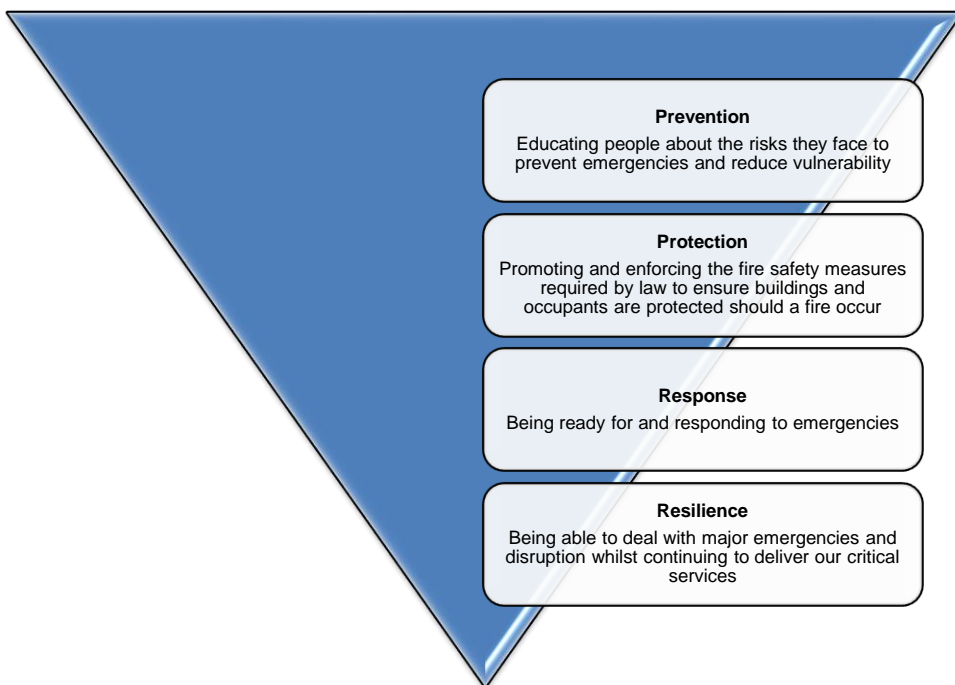 Prevention
Educating people about the risks they face to
prevent emergencies and reduce vulnerability
Protection
Promoting and enforcing the fire safety measures
required by law to ensure buildings and
occupants are protected should a fire occur
Response
Being ready for and responding to emergencies
Resilience
Being able to deal with major emergencies and
disruption whilst continuing to deliver our critical
services